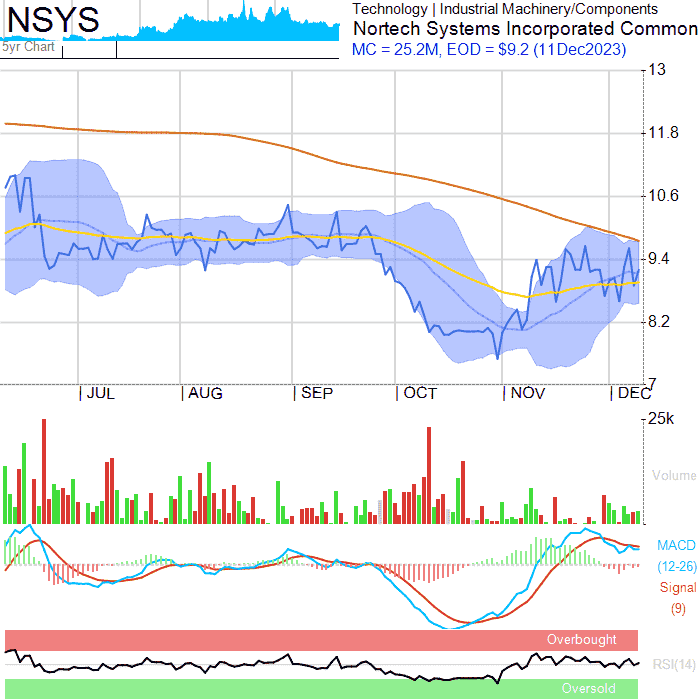 NSYS
5yr Chart
Technology | Industrial Machinery/Components
Nortech Systems Incorporated Common
MC = 25.2M, EOD = $9.2 (11Dec2023)
13
11.8
10.6
9.4
8.2
7
JUL AUG SEP OCT NOV DEC
25k
Volume
MACD
(12-26)
Signal
(9)
Overbought
RSI(14)
Oversold